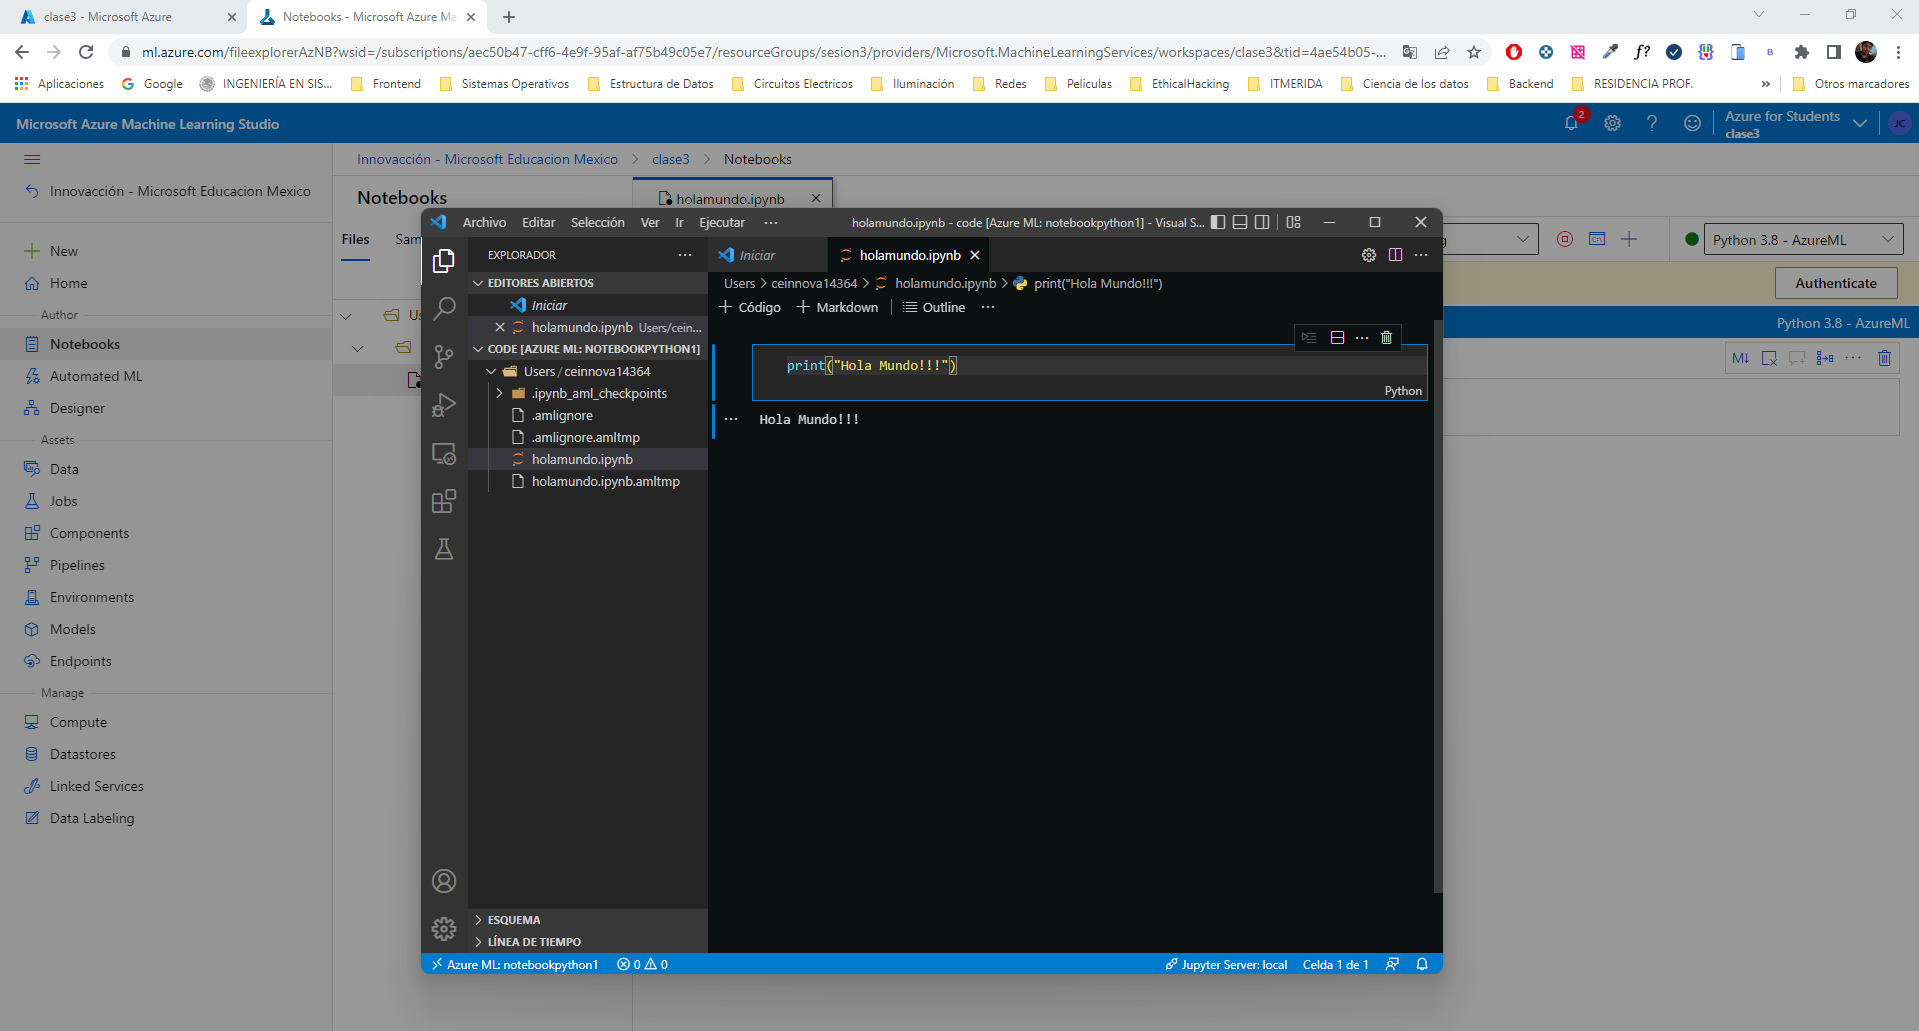 clase3 - Microsoft Azure
Notebooks - Microsoft Azure Ma
ml.azure.com/fileexplorerAzNB?wsid=/subscriptions/aec50b47-cff6-4e9f-95af-af75b49c05e7/resourceGroups/sesion3/providers/Microsoft.MachineLearningServices/workspaces/clase3&tid=4ae54b05-...
Aplicaciones
Google
INGENIERÍA EN SIS...
Frontend
Sistemas Operativos
Estructura de Datos
Circuitos Electricos
Iluminación
Redes
Peliculas
EthicalHacking
ITMERIDA
Ciencia de los datos
Backend
RESIDENCIA PROF.
»
Otros marcadores
Microsoft Azure Machine Learning Studio
2
Azure for Students
clase3
JC
Innovacción - Microsoft Educacion Mexico > clase3 > Notebooks
Innovacción - Microsoft Educacion Mexico
New
Home
Author
Notebooks
Automated ML
Designer
Assets
Data
Jobs
Components
Pipelines
Environments
Models
Endpoints
Manage
Compute
Datastores
Linked Services
Data Labeling
Notebooks
Files
Sam
Us
holamundo.ipynb
Python 3.8 - AzureML
Authenticate
Python 3.8 - AzureML
M↓
Archivo Editar Selección Ver Ir Ejecutar ···
holamundo.ipynb - code [Azure ML: notebookpython1] - Visual S...
EXPLORADOR
EDITORES ABIERTOS
Iniciar
holamundo.ipynb Users/cein...
CODE [AZURE ML: NOTEBOOKPYTHON1]
Users / ceinnova14364
.ipynb_aml_checkpoints
.amlignore
.amlignore.amltmp
holamundo.ipynb
holamundo.ipynb.amltmp
ESQUEMA
LÍNEA DE TIEMPO
Iniciar
holamundo.ipynb
Users > ceinnova14364 > holamundo.ipynb > print("Hola Mundo!!!")
+ Código + Markdown
Outline ···
print("Hola Mundo!!!")
Python
Hola Mundo!!!
Azure ML: notebookpython1
0 0
Jupyter Server: local
Celda 1 de 1